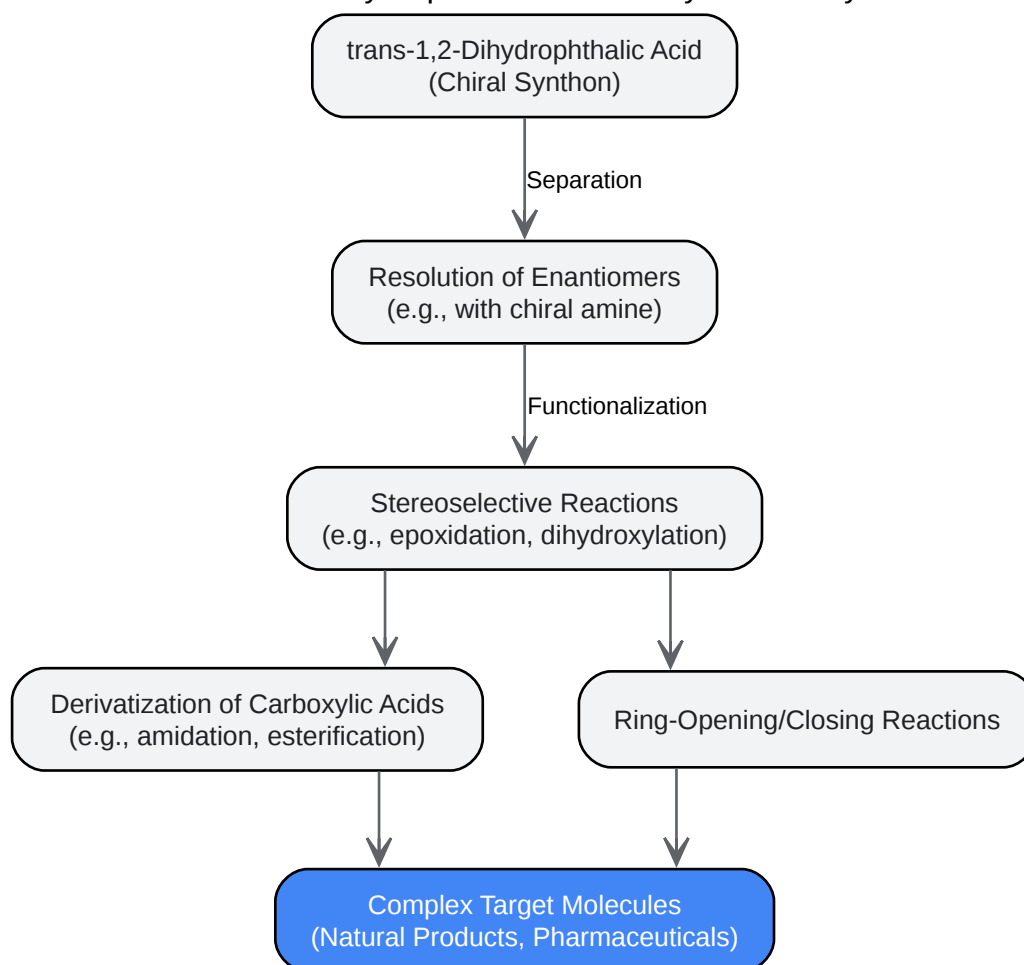 trans-1,2-Dihydrophthalic Acid
(Chiral Synthon)
Separation
Resolution of Enantiomers
(e.g., with chiral amine)
Functionalization
Stereoselective Reactions
(e.g., epoxidation, dihydroxylation)
Derivatization of Carboxylic Acids
(e.g., amidation, esterification)
Ring-Opening/Closing Reactions
Complex Target Molecules
(Natural Products, Pharmaceuticals)